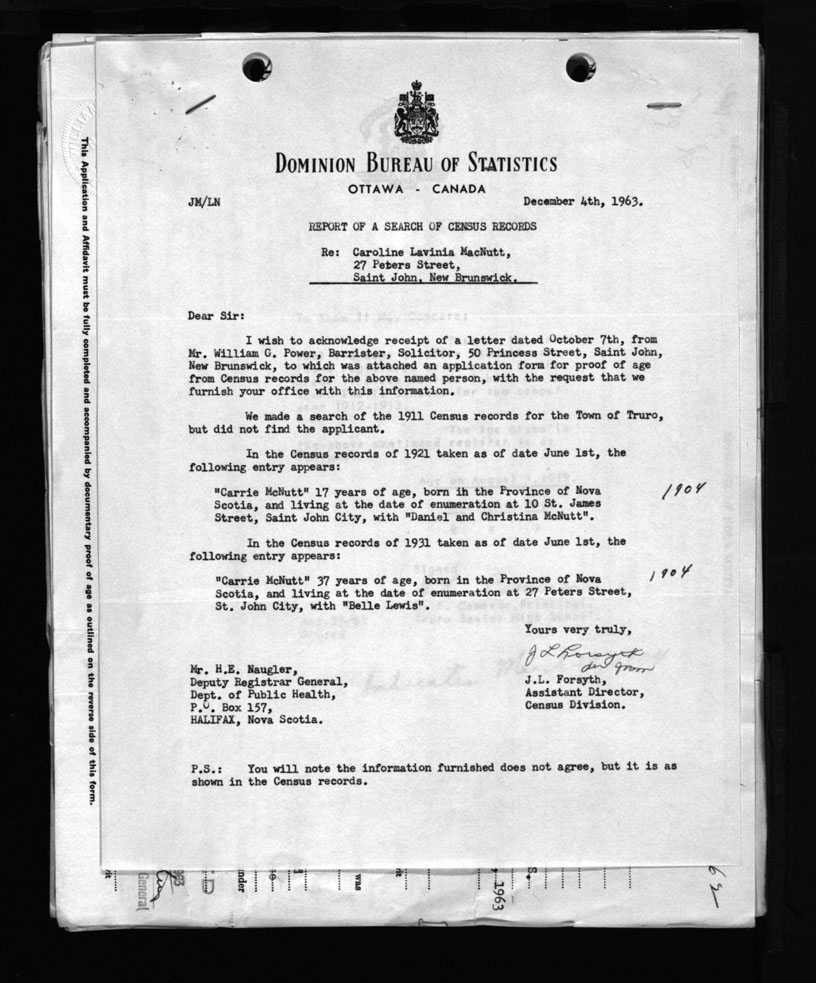 DOMINION BUREAU OF STATISTICS
OTTAWA - CANADA
JM/LN December 4th, 1963.
REPORT OF A SEARCH OF CENSUS RECORDS
Re: Caroline Lavinia MacNutt,
27 Peters Street,
Saint John, New Brunswick.
Dear Sir:
I wish to acknowledge receipt of a letter dated October 7th, from
Mr. William G. Power, Barrister, Solicitor, 50 Princess Street, Saint John,
New Brunswick, to which was attached an application form for proof of age
from Census records for the above named person, with the request that we
furnish your office with this information.
We made a search of the 1911 Census records for the Town of Truro,
but did not find the applicant.
In the Census records of 1921 taken as of date June 1st, the
following entry appears:
"Carrie McNutt" 17 years of age, born in the Province of Nova 1904
Scotia, and living at the date of enumeration at 10 St. James
Street, Saint John City, with "Daniel and Christina McNutt".
In the Census records of 1931 taken as of date June 1st, the
following entry appears:
"Carrie McNutt" 37 years of age, born in the Province of Nova 1904
Scotia, and living at the date of enumeration at 27 Peters Street,
St. John City, with "Belle Lewis".
Yours very truly,
J L Forsyth
Mr. H.E. Naugler,
Deputy Registrar General,
Dept. of Public Health,
P.O. Box 157,
HALIFAX, Nova Scotia.
J.L. Forsyth,
Assistant Director,
Census Division.
P.S.: You will note the information furnished does not agree, but it is as
shown in the Census records.
This Application and Affidavit must be fully completed and accompanied by documentary proof of age as outlined on the reverse side of this form.
General
under
was
, 1963
62